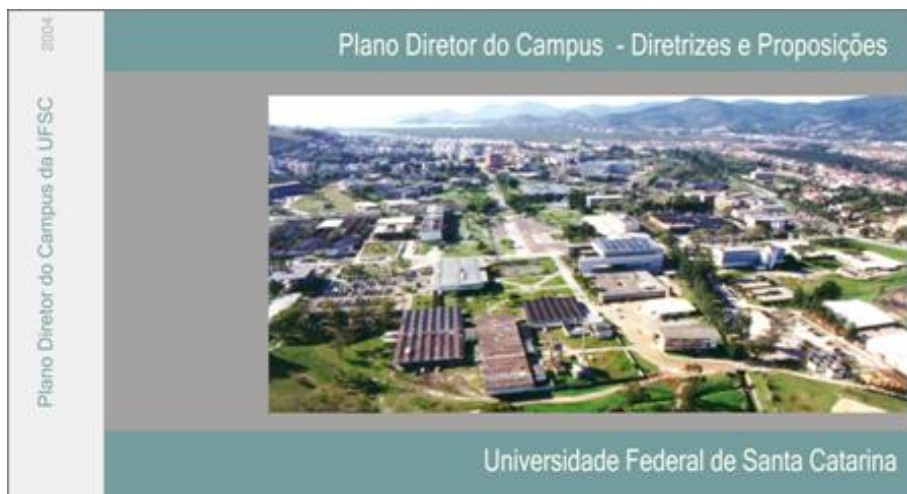 Plano Diretor do Campus - Diretrizes e Proposições
Plano Diretor do Campus da UFSC 2004
Universidade Federal de Santa Catarina